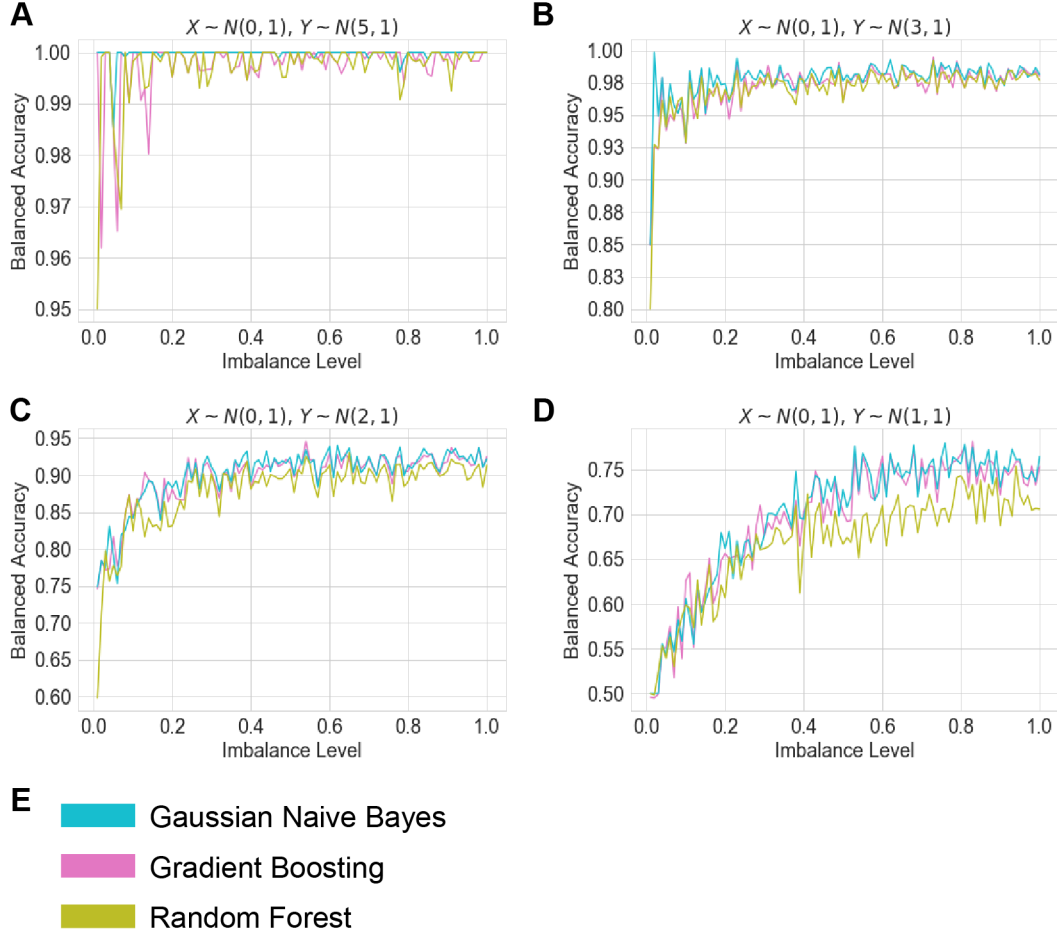 A
X ~ N(0, 1), Y ~ N(5, 1)
1.00
0.99
0.98
0.97
0.96
0.95
Balanced Accuracy
0.0 0.2 0.4 0.6 0.8 1.0
Imbalance Level
B
X ~ N(0, 1), Y ~ N(3, 1)
1.00
0.98
0.95
0.93
0.90
0.88
0.85
0.83
0.80
Balanced Accuracy
0.0 0.2 0.4 0.6 0.8 1.0
Imbalance Level
C
X ~ N(0, 1), Y ~ N(2, 1)
0.95
0.90
0.85
0.80
0.75
0.70
0.65
0.60
Balanced Accuracy
0.0 0.2 0.4 0.6 0.8 1.0
Imbalance Level
D
X ~ N(0, 1), Y ~ N(1, 1)
0.75
0.70
0.65
0.60
0.55
0.50
Balanced Accuracy
0.0 0.2 0.4 0.6 0.8 1.0
Imbalance Level
E
Gaussian Naive Bayes
Gradient Boosting
Random Forest